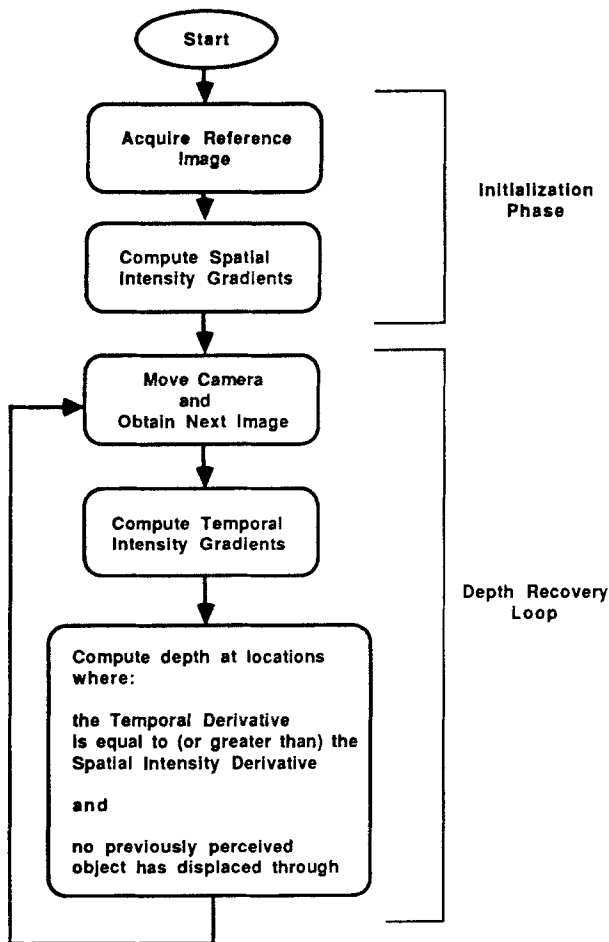 Start
Acquire Reference
Image
Initialization
Phase
Compute Spatial
Intensity Gradients
Move Camera
and
Obtain Next Image
Compute Temporal
Intensity Gradients
Depth Recovery
Loop
Compute depth at locations
where:
the Temporal Derivative
is equal to (or greater than) the
Spatial Intensity Derivative
and
no previously perceived
object has displaced through